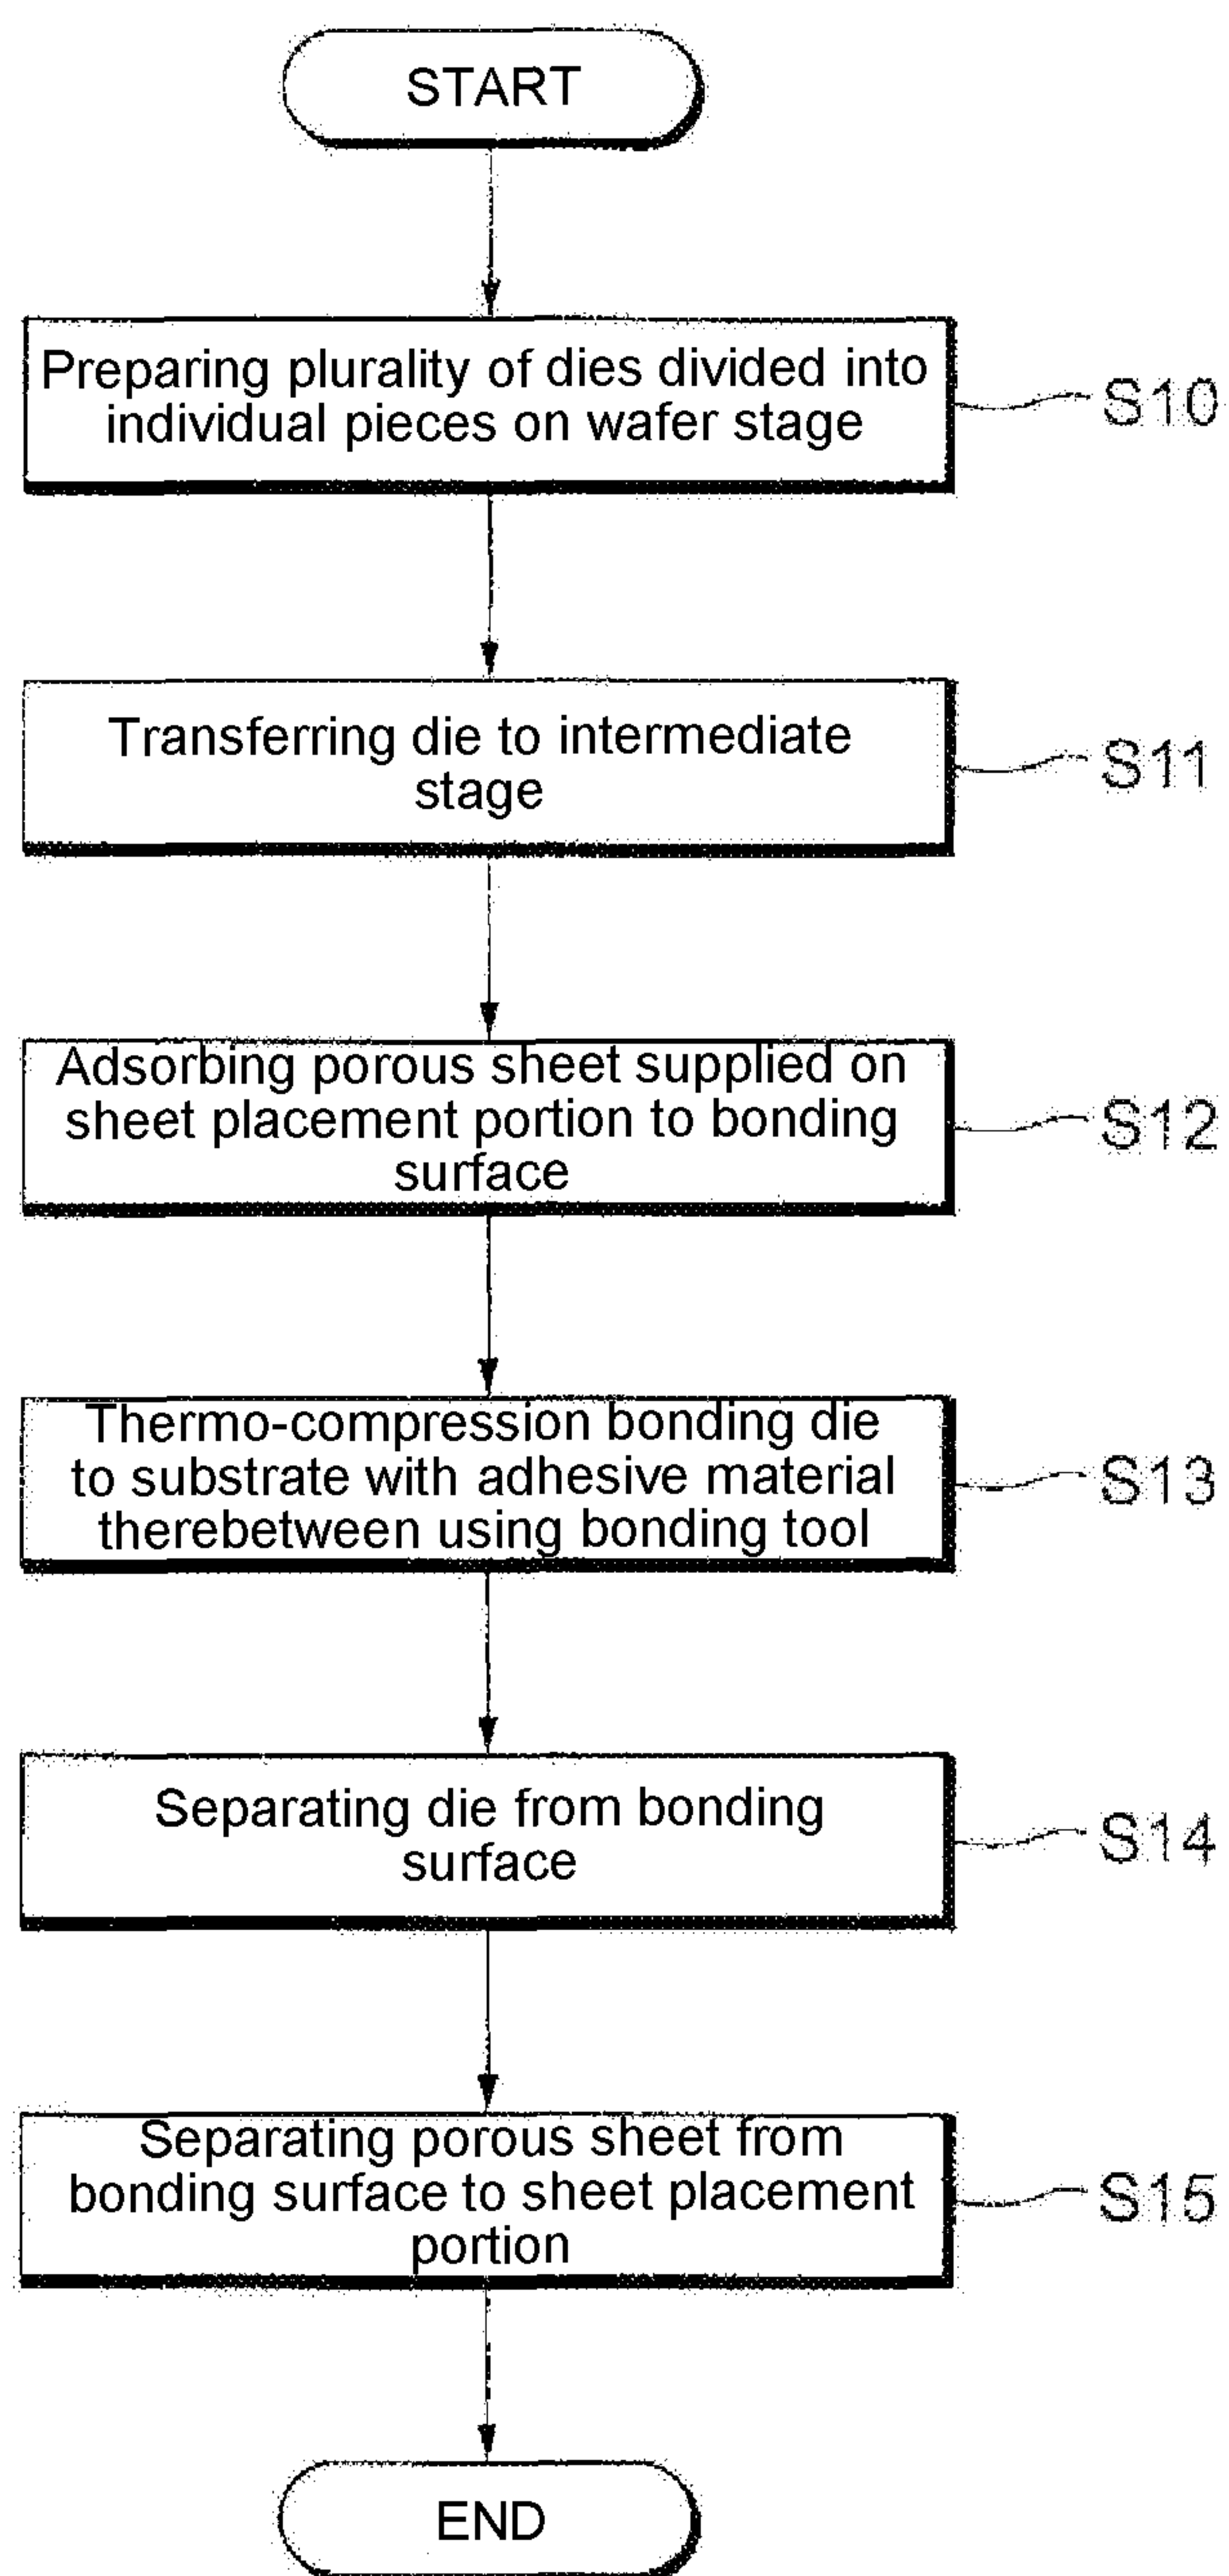 START
Preparing plurality of dies divided into
individual pieces on wafer stage
S10
Transferring die to intermediate
stage
S11
Adsorbing porous sheet supplied on
sheet placement portion to bonding
surface
S12
Thermo-compression bonding die
to substrate with adhesive material
therebetween using bonding tool
S13
Separating die from bonding
surface
S14
Separating porous sheet from
bonding surface to sheet placement
portion
S15
END